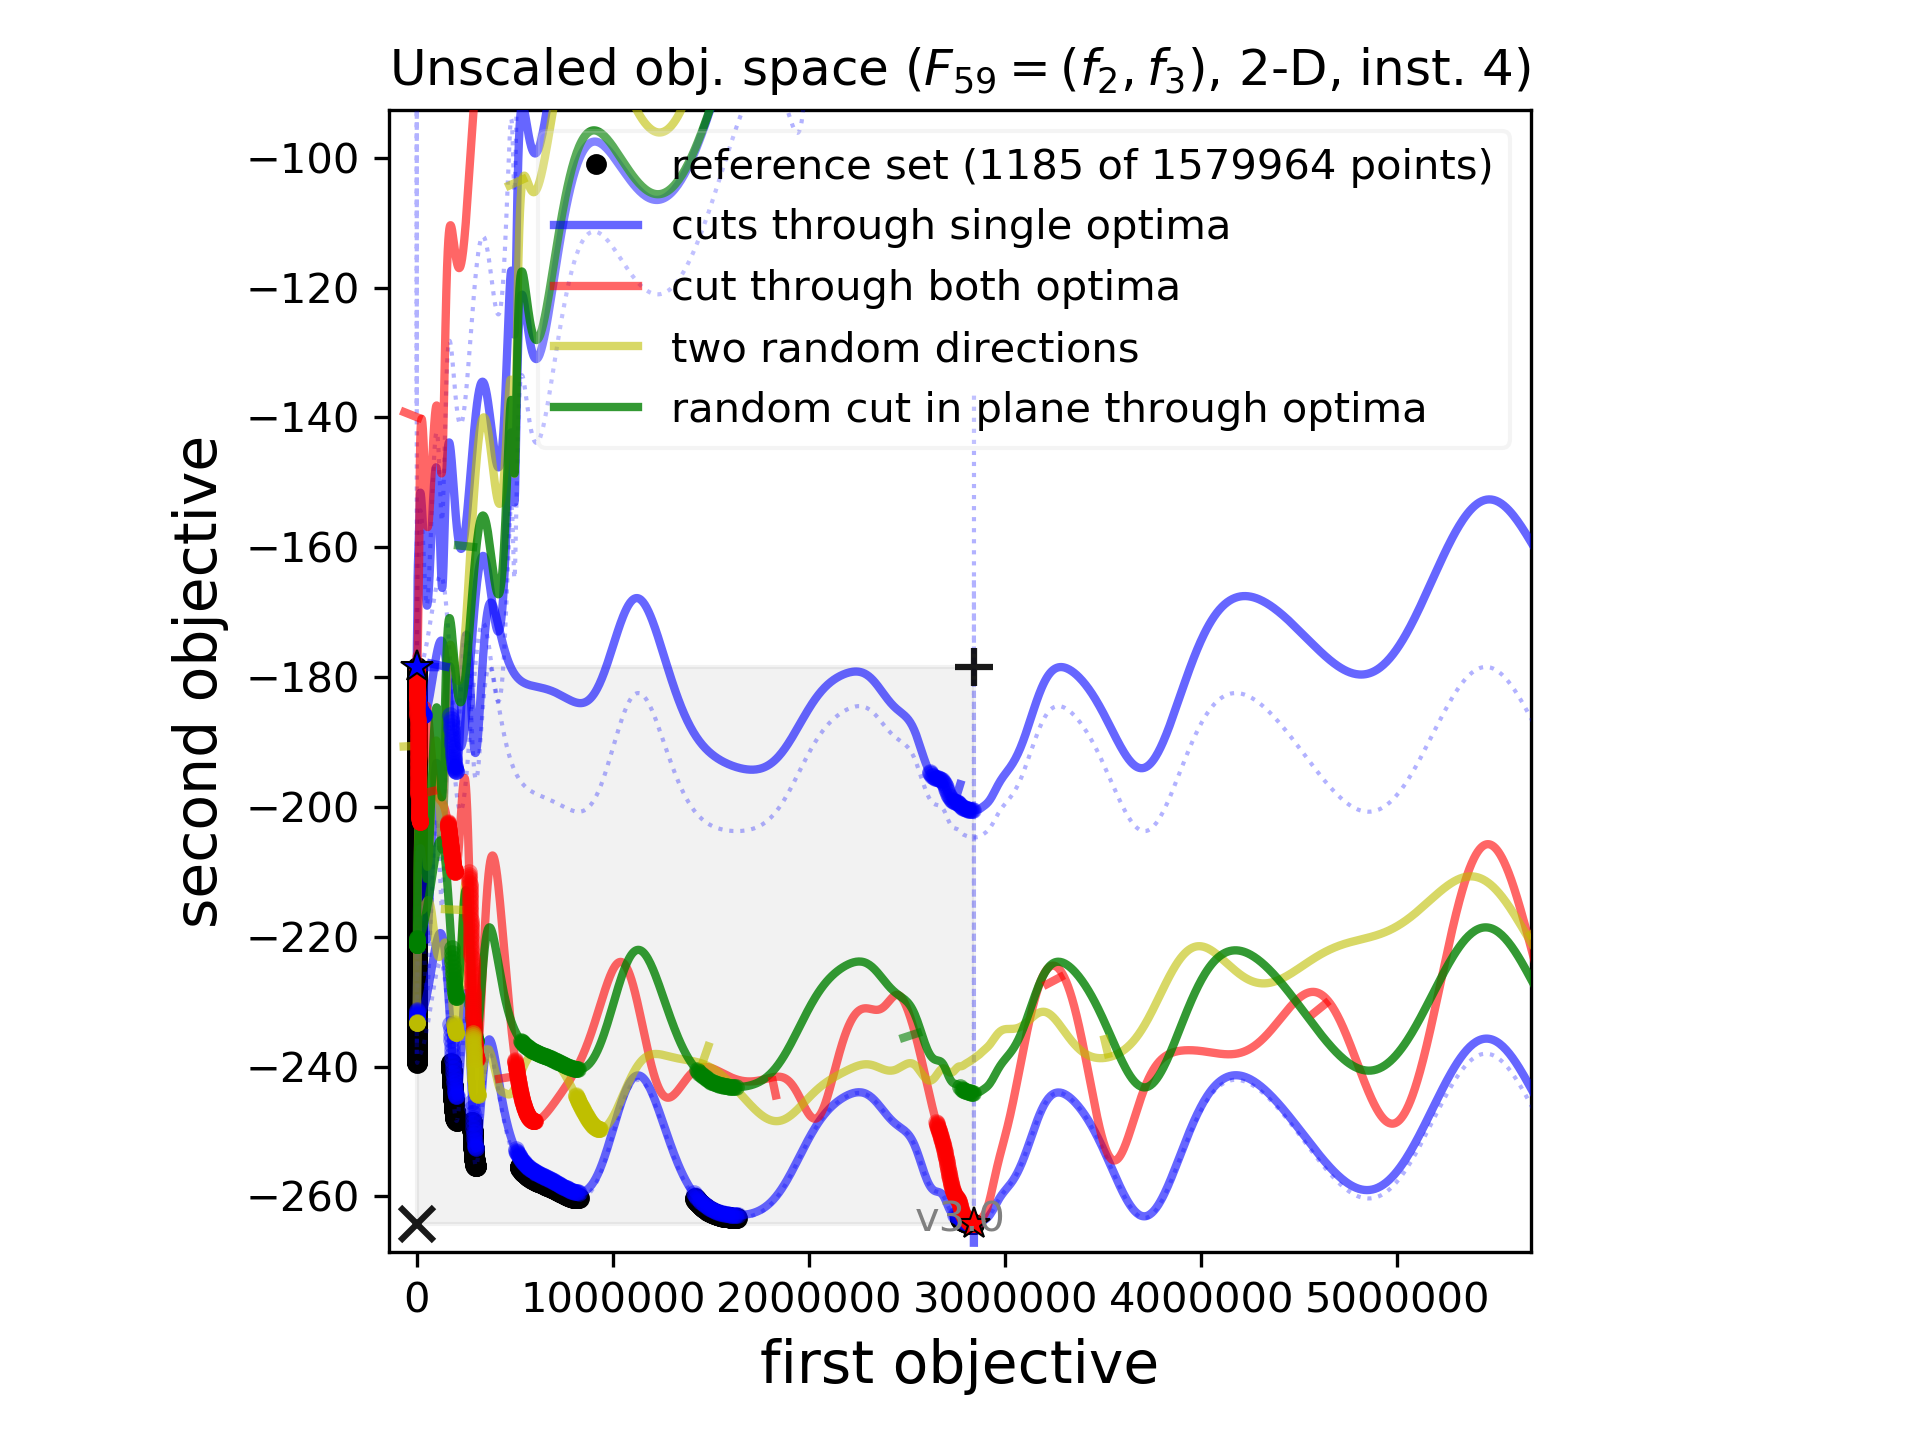 Unscaled obj. space (F₅₉ = (f₂, f₃), 2-D, inst. 4)
−100
−120
−140
−160
−180
−200
−220
−240
−260
second objective
reference set (1185 of 1579964 points)
cuts through single optima
cut through both optima
two random directions
random cut in plane through optima
v3.0
0 1000000 2000000 3000000 4000000 5000000
first objective